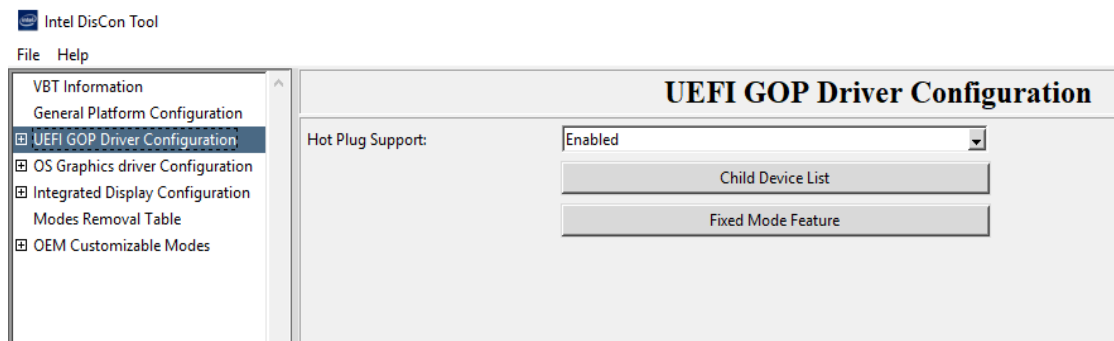 Intel DisCon Tool
File Help
VBT Information
General Platform Configuration
UEFI GOP Driver Configuration
OS Graphics driver Configuration
Integrated Display Configuration
Modes Removal Table
OEM Customizable Modes
UEFI GOP Driver Configuration
Hot Plug Support: Enabled
Child Device List
Fixed Mode Feature